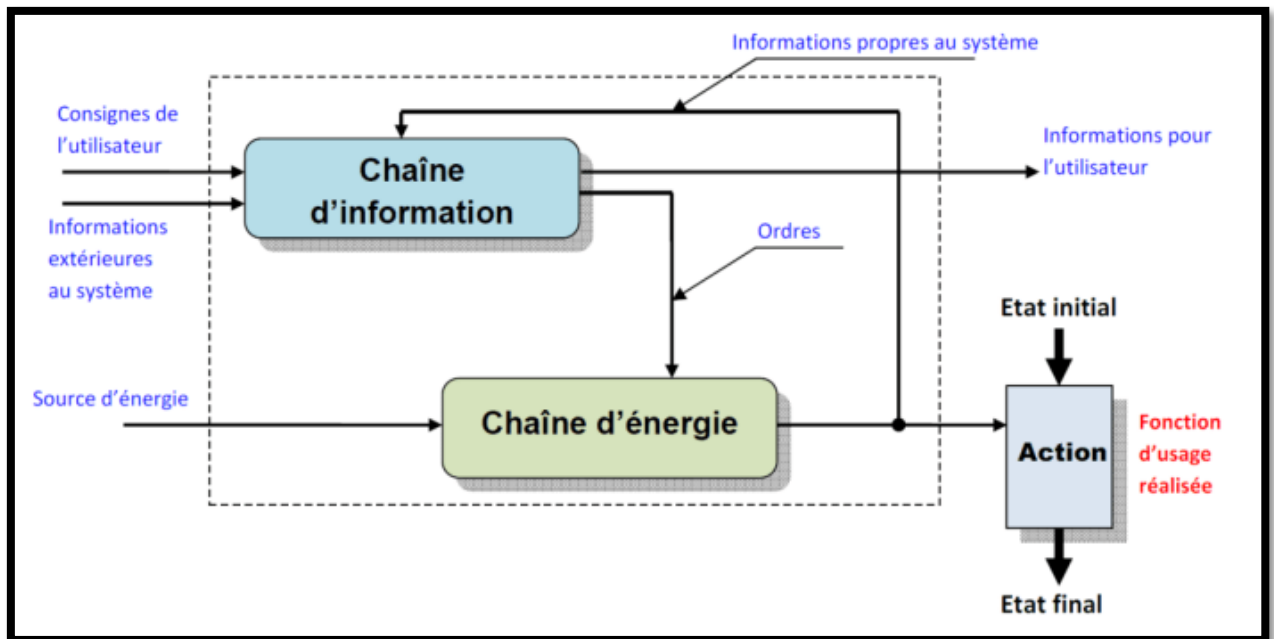 Informations propres au système
Consignes de
l'utilisateur
Informations pour
l'utilisateur
Chaîne
d'information
Informations
extérieures
au système
Ordres
Etat initial
Source d'énergie
Chaîne d'énergie
Action
Fonction
d'usage
réalisée
Etat final